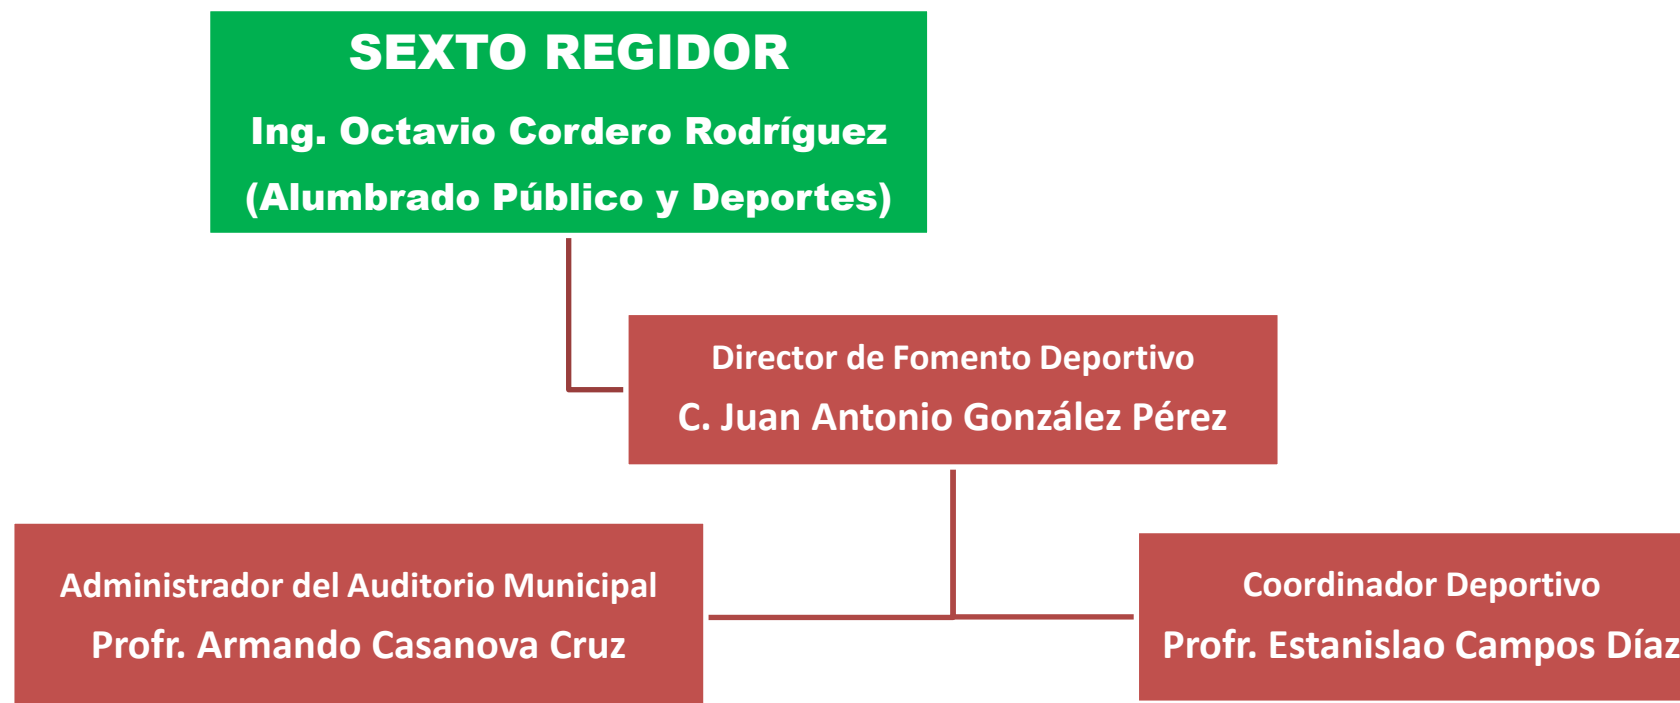 SEXTO REGIDOR
Ing. Octavio Cordero Rodríguez
(Alumbrado Público y Deportes)
Director de Fomento Deportivo
C. Juan Antonio González Pérez
Administrador del Auditorio Municipal
Profr. Armando Casanova Cruz
Coordinador Deportivo
Profr. Estanislao Campos Díaz